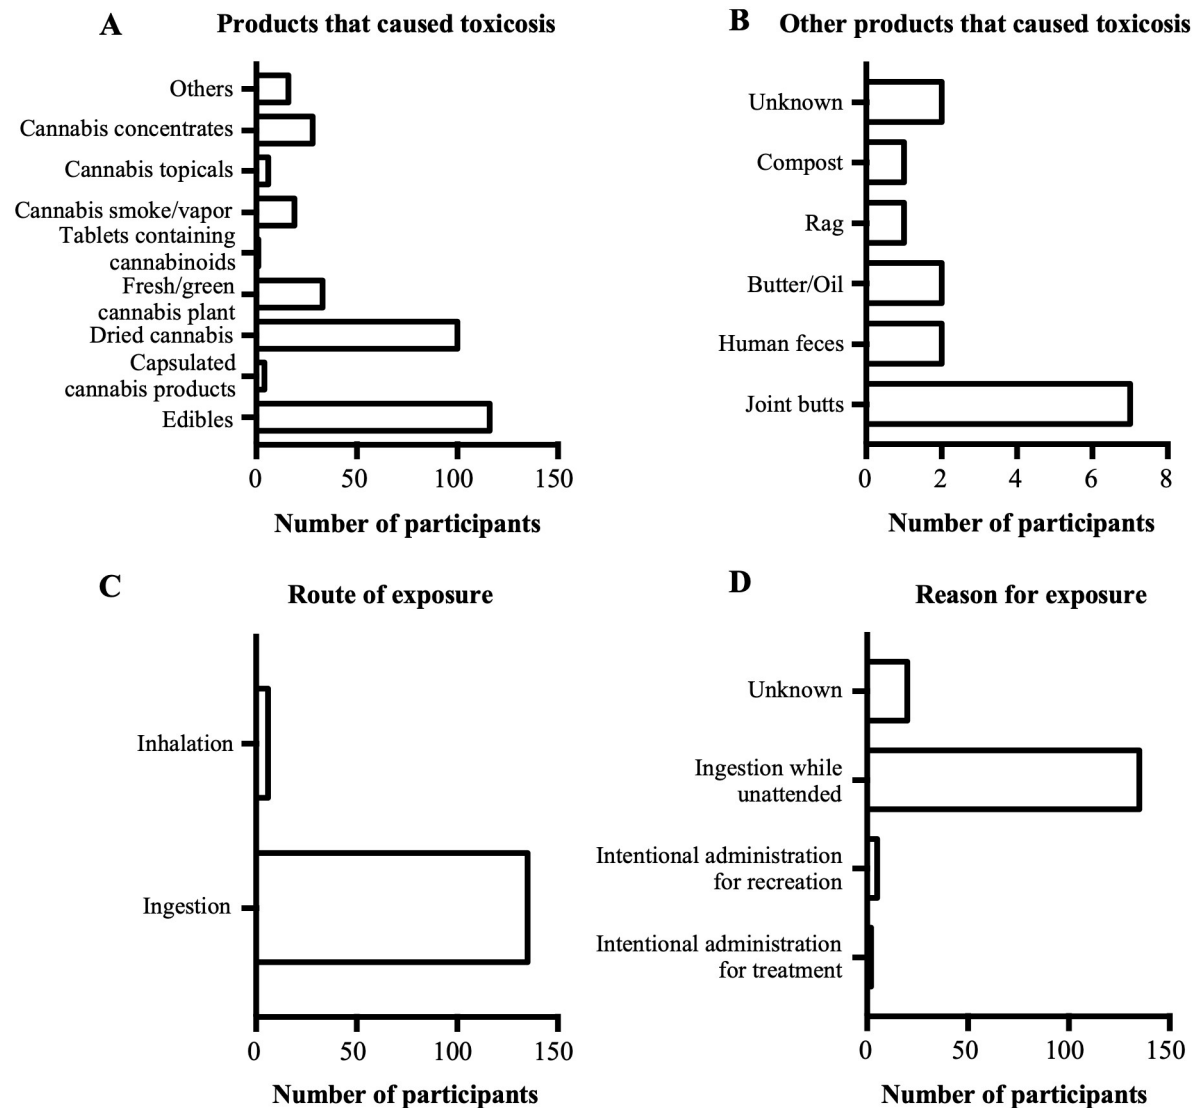 A
Products that caused toxicosis
Others
Cannabis concentrates
Cannabis topicals
Cannabis smoke/vapor
Tablets containing
cannabinoids
Fresh/green
cannabis plant
Dried cannabis
Capsulated
cannabis products
Edibles
0 50 100 150
Number of participants
B
Other products that caused toxicosis
Unknown
Compost
Rag
Butter/Oil
Human feces
Joint butts
0 2 4 6 8
Number of participants
C
Route of exposure
Inhalation
Ingestion
0 50 100 150
Number of participants
D
Reason for exposure
Unknown
Ingestion while
unattended
Intentional administration
for recreation
Intentional administration
for treatment
0 50 100 150
Number of participants